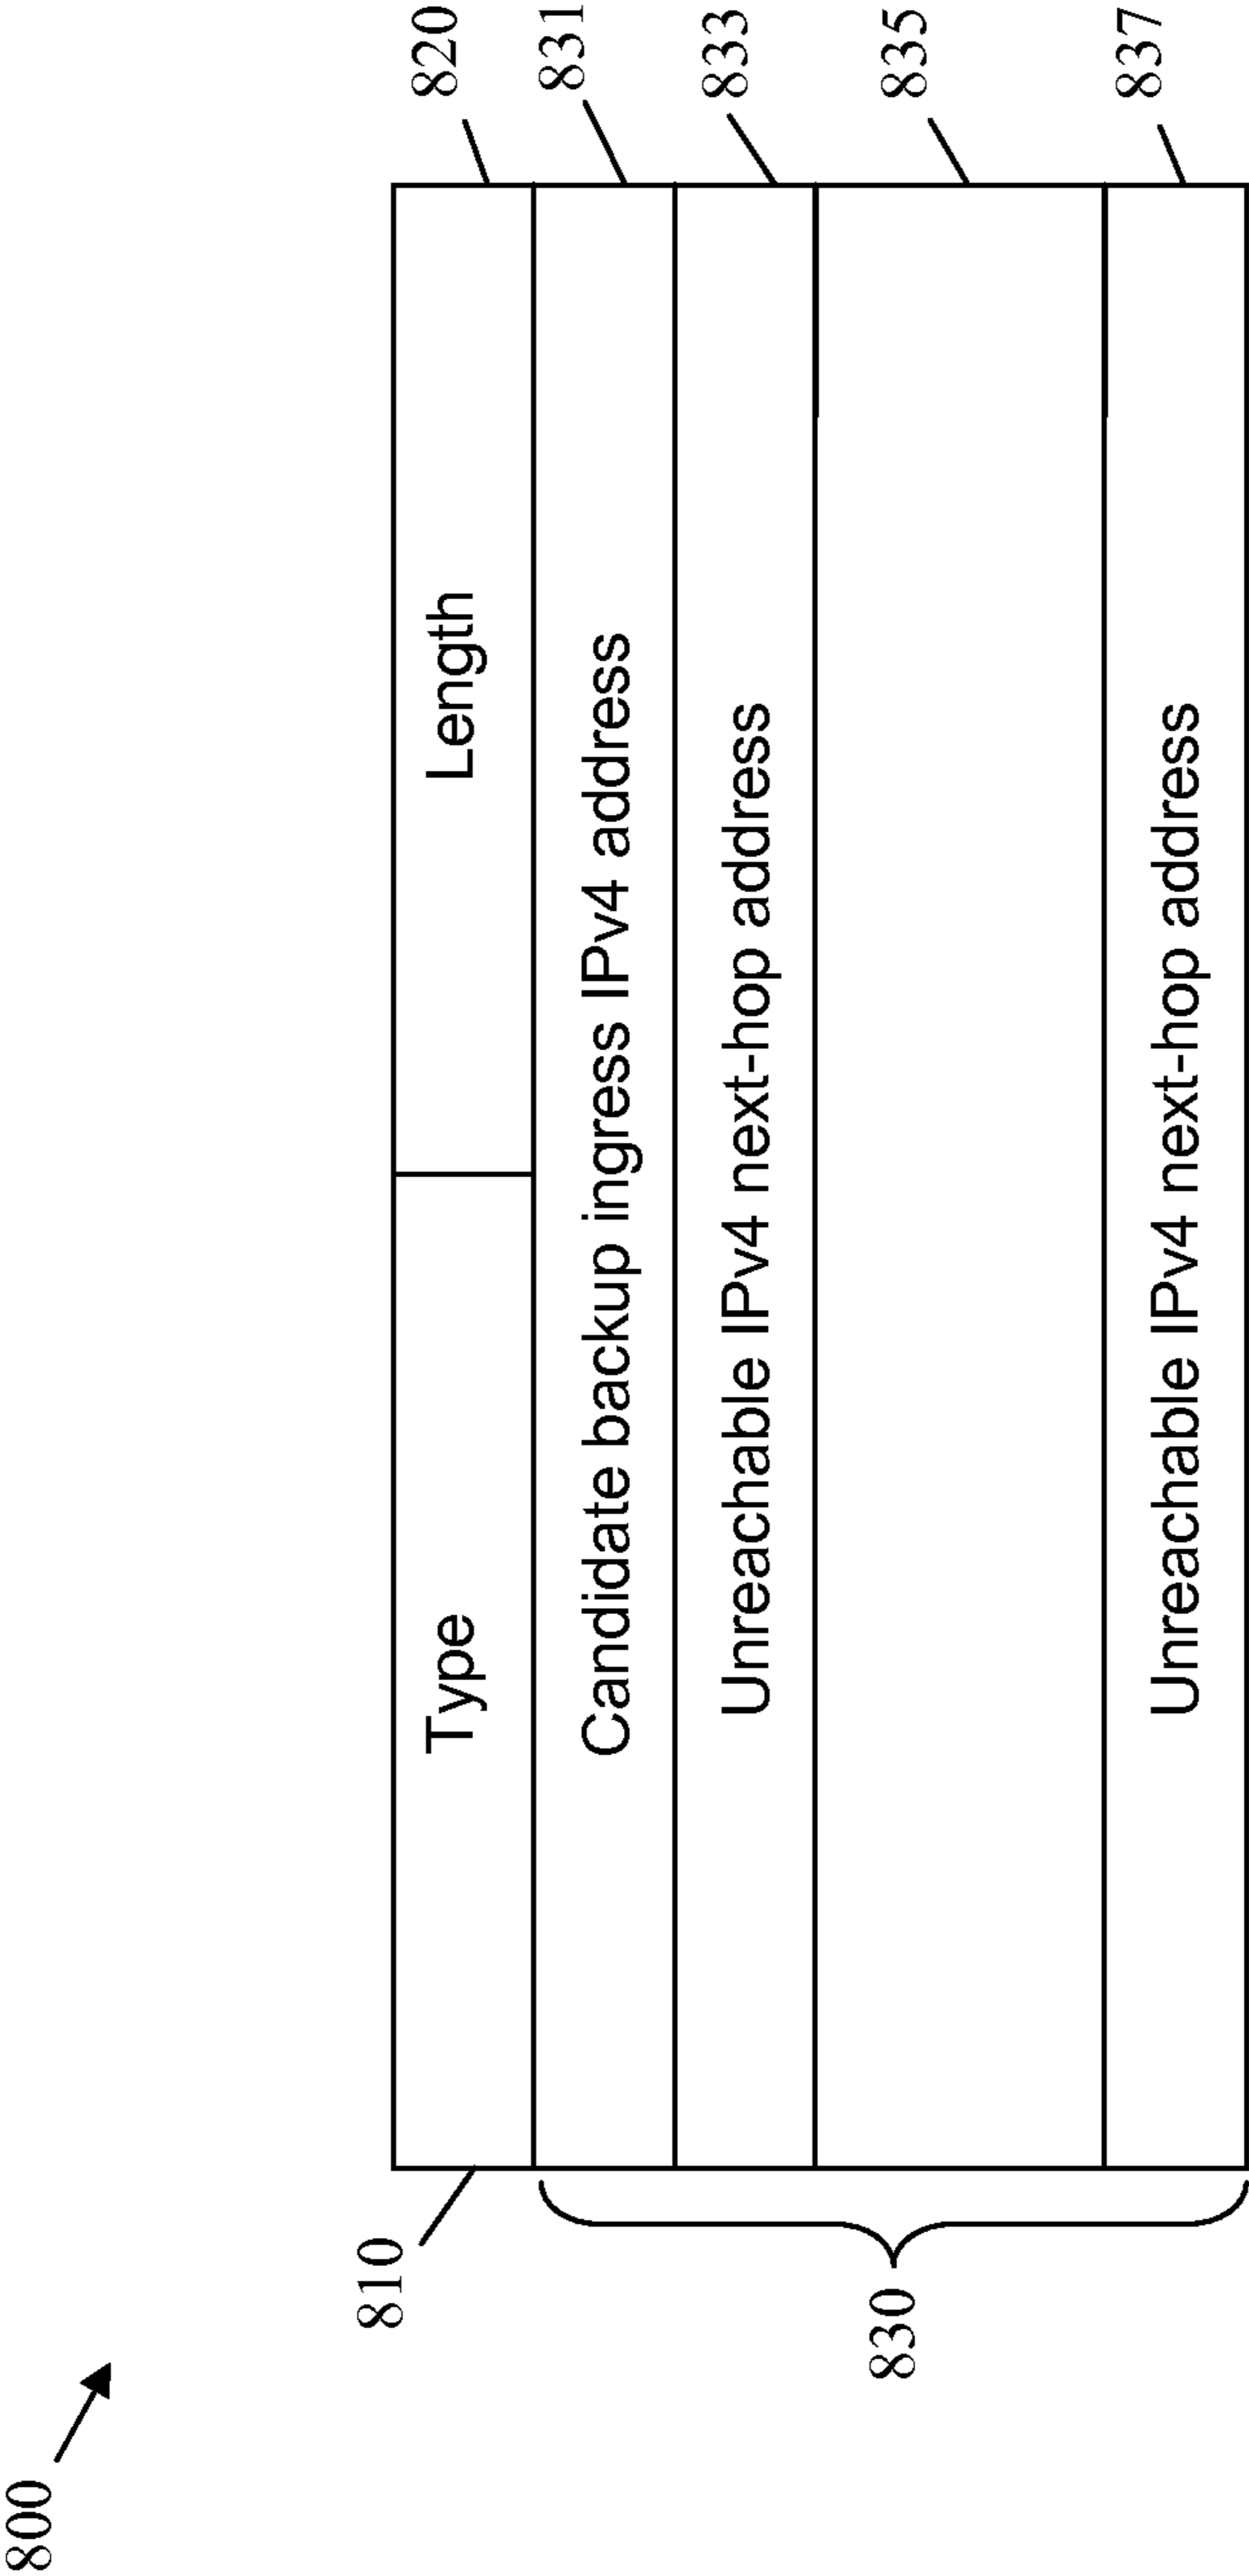 800
810
Type
Length
820
Candidate backup ingress IPv4 address
831
Unreachable IPv4 next-hop address
833
830
835
Unreachable IPv4 next-hop address
837